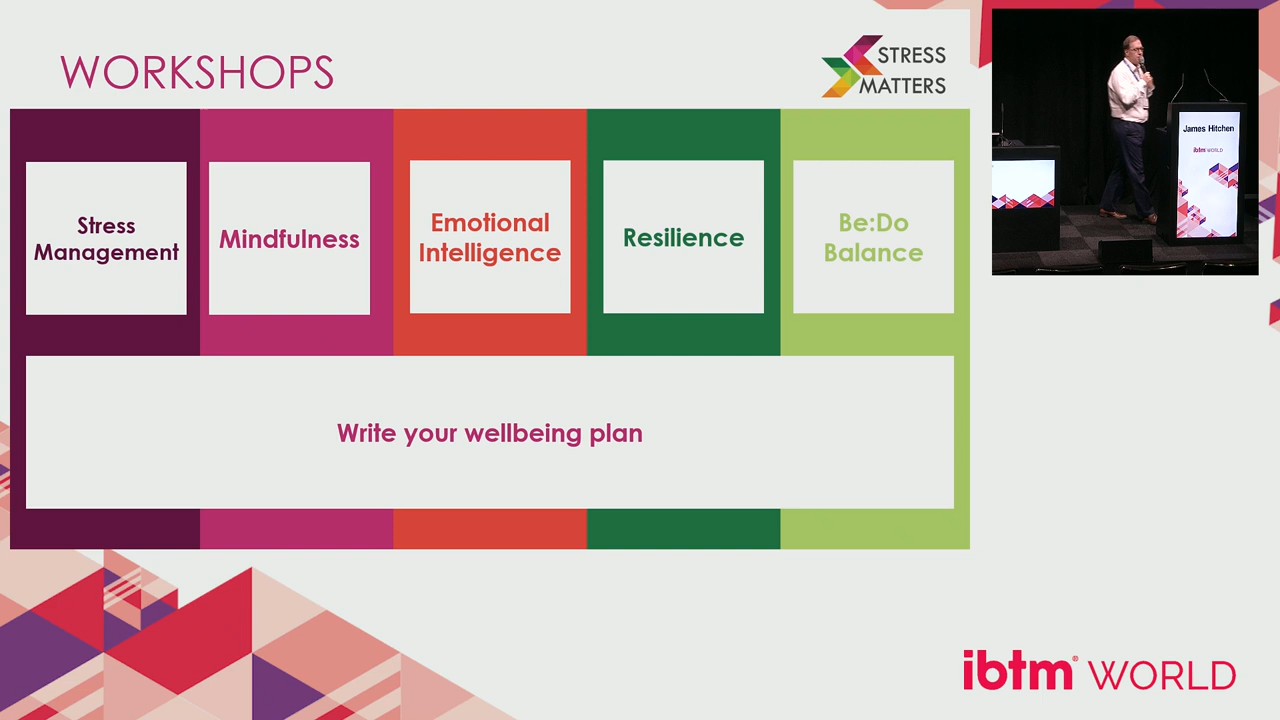 WORKSHOPS
STRESS
MATTERS
Stress
Management
Mindfulness
Emotional
Intelligence
Resilience
Be:Do
Balance
Write your wellbeing plan
James Hitchen
ibtm WORLD
ibtm® WORLD